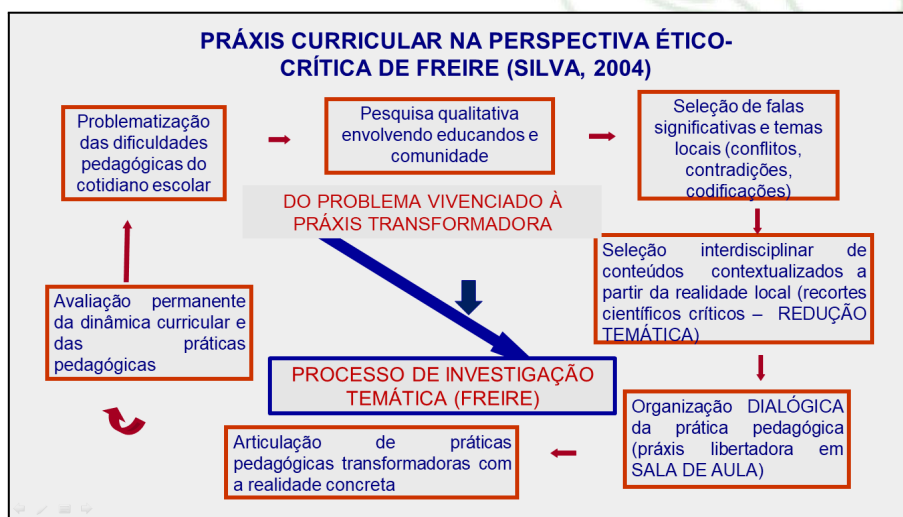 PRÁXIS CURRICULAR NA PERSPECTIVA ÉTICO-
CRÍTICA DE FREIRE (SILVA, 2004)
Problematização
das dificuldades
pedagógicas do
cotidiano escolar
Pesquisa qualitativa
envolvendo educandos e
comunidade
Seleção de falas
significativas e temas
locais (conflitos,
contradições,
codificações)
DO PROBLEMA VIVENCIADO À
PRÁXIS TRANSFORMADORA
Seleção interdisciplinar de
conteúdos contextualizados a
partir da realidade local (recortes
científicos críticos – REDUÇÃO
TEMÁTICA)
Avaliação permanente
da dinâmica curricular e
das práticas
pedagógicas
PROCESSO DE INVESTIGAÇÃO
TEMÁTICA (FREIRE)
Organização DIALÓGICA
da prática pedagógica
(práxis libertadora em
SALA DE AULA)
Articulação de práticas
pedagógicas transformadoras com
a realidade concreta